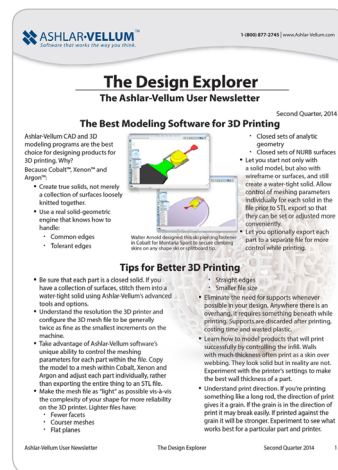 ASHLAR-VELLUM™
Software that works the way you think.
1-(800) 877-2745 | www.Ashlar-Vellum.com
The Design Explorer
The Ashlar-Vellum User Newsletter
Second Quarter, 2014
The Best Modeling Software for 3D Printing
Ashlar-Vellum CAD and 3D
modeling programs are the best
choice for designing products for
3D printing. Why?
Because Cobalt™, Xenon™ and
Argon™:
• Create true solids, not merely
a collection of surfaces loosely
knitted together.
• Use a real solid-geometric
engine that knows how to
handle:
• Common edges
• Tolerant edges
Walter Arnold designed this ski planning fastener
in Cobalt for Montana Sport to secure climbing
skins on any shape ski or splitboard tip.
• Closed sets of analytic
geometry
• Closed sets of NURB surfaces
• Let you start not only with
a solid model, but also with
wireframe or surfaces, and still
create a water-tight solid. Allow
control of meshing parameters
individually for each solid in the
file prior to STL export so that
they can be set or adjusted more
conveniently.
• Let you optionally export each
part to a separate file for more
control while printing.
Tips for Better 3D Printing
• Be sure that each part is a closed solid. If you
have a collection of surfaces, stitch them into a
water-tight solid using Ashlar-Vellum's advanced
tools and options.
• Understand the resolution the 3D printer and
configure the 3D mesh file to be generally
twice as fine as the smallest increments on the
machine.
• Take advantage of Ashlar-Vellum software's
unique ability to control the meshing
parameters for each part within the file. Copy
the model to a mesh within Cobalt, Xenon and
Argon and adjust each part individually, rather
than exporting the entire thing to an STL file.
• Make the mesh file as "light" as possible vis-à-vis
the complexity of your shape for more reliability
on the 3D printer. Lighter files have:
• Fewer facets
• Courser meshes
• Flat planes
• Straight edges
• Smaller file size
• Eliminate the need for supports whenever
possible in your design. Anywhere there is an
overhang, it requires something beneath while
printing. Supports are discarded after printing,
costing time and wasted plastic.
• Learn how to model products that will print
successfully by controlling the infill. Walls
with much thickness often print as a skin over
webbing. They look solid but in reality are not.
Experiment with the printer's settings to make
the best wall thickness of a part.
• Understand print direction. If you're printing
something like a long rod, the direction of print
gives it a grain. If the grain is in the direction of
print it may break easily. If printed against the
grain it will be stronger. Experiment to see what
works best for a particular part and printer.
Ashlar-Vellum User Newsletter
The Design Explorer
Second Quarter 2014
1